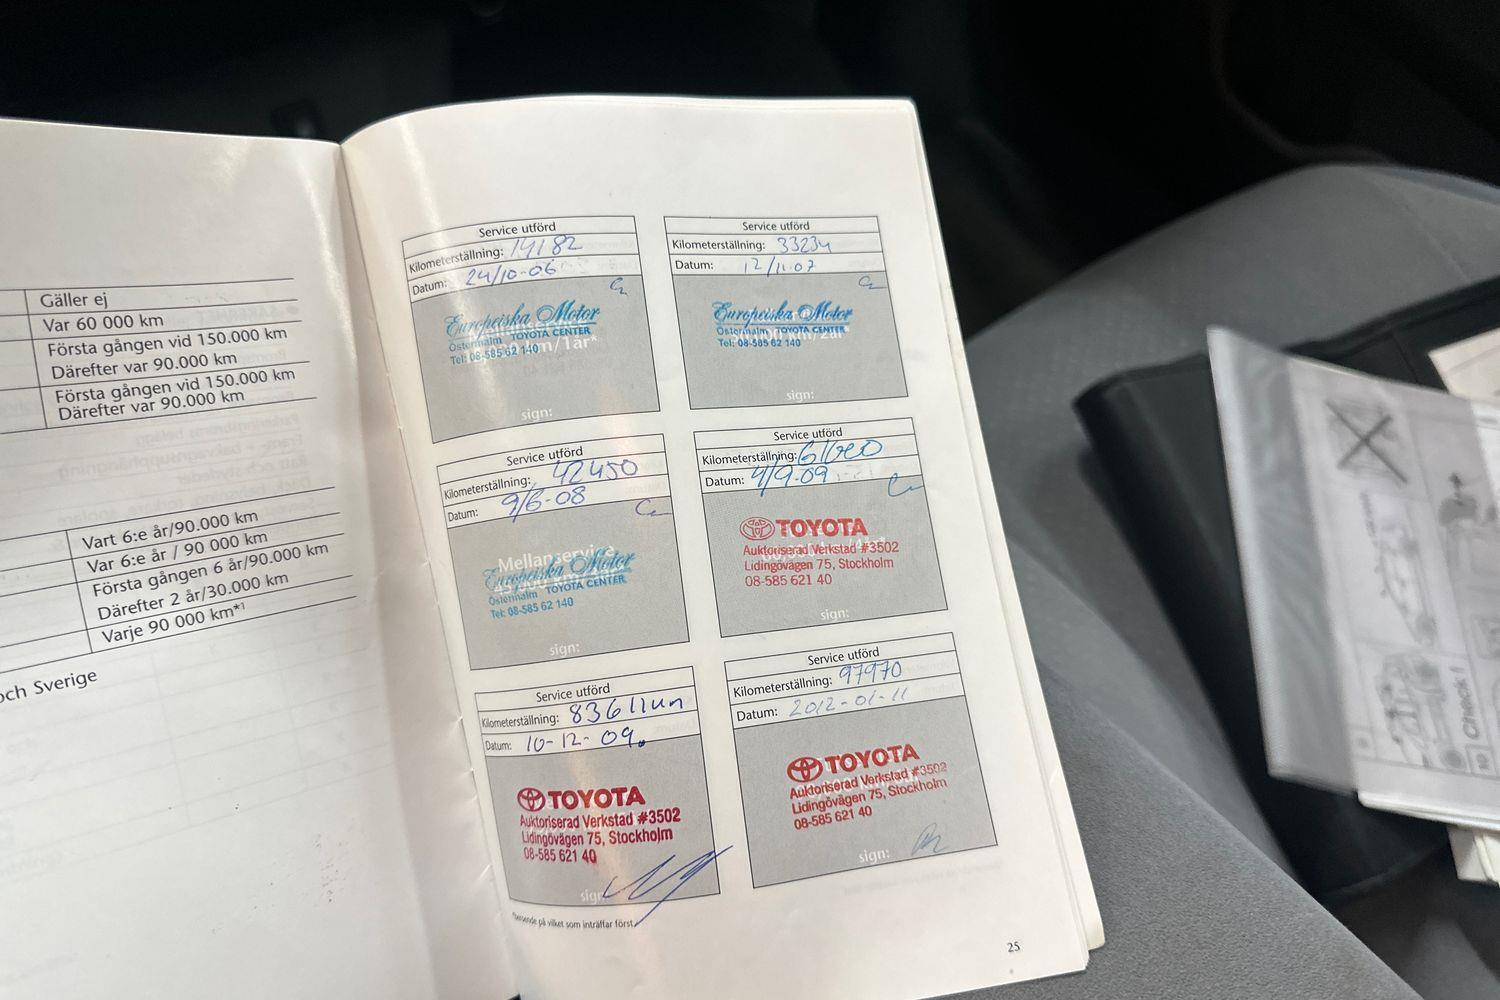 Gäller ej
Var 60 000 km
Första gången vid 150.000 km
Därefter var 90.000 km
Första gången vid 150.000 km
Därefter var 90.000 km
Vart 6:e år/90.000 km
Var 6:e år / 90 000 km
Första gången 6 år/90.000 km
Därefter 2 år/30.000 km
Varje 90 000 km*1
och Sverige
Service utförd
Kilometerställning: 14182
Datum: 24/10-06
Europeiska Motor
Östermalm TOYOTA CENTER
Tel: 08-585 62 140
sign:
Service utförd
Kilometerställning: 33234
Datum: 12/11-07
Europeiska Motor
Östermalm TOYOTA CENTER
Tel: 08-585 62 140
sign:
Service utförd
Kilometerställning: 42450
Datum: 9/6-08
Mellanservice
Europeiska Motor
Östermalm TOYOTA CENTER
Tel: 08-585 62 140
sign:
Service utförd
Kilometerställning:
Datum: 4/9-09
TOYOTA
Auktoriserad Verkstad #3502
Lidingövägen 75, Stockholm
08-585 621 40
sign:
Service utförd
Kilometerställning: 83611
Datum: 10-12-09.
TOYOTA
Auktoriserad Verkstad #3502
Lidingövägen 75, Stockholm
08-585 621 40
sign:
Service utförd
Kilometerställning: 97970
Datum: 2012-01-11
TOYOTA
Auktoriserad Verkstad #3502
Lidingövägen 75, Stockholm
08-585 621 40
sign:
*Beroende på vilket som inträffar först.
25
Check